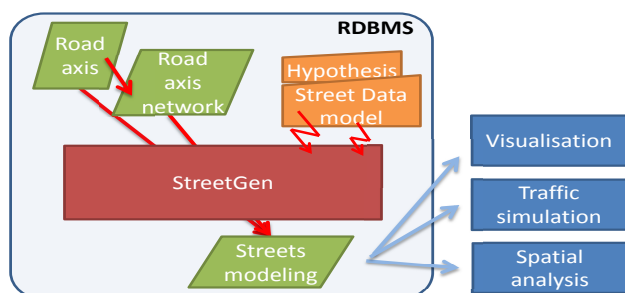 RDBMS
Road
axis
Road
axis
network
Hypothesis
Street Data
model
StreetGen
Streets
modeling
Visualisation
Traffic
simulation
Spatial
analysis